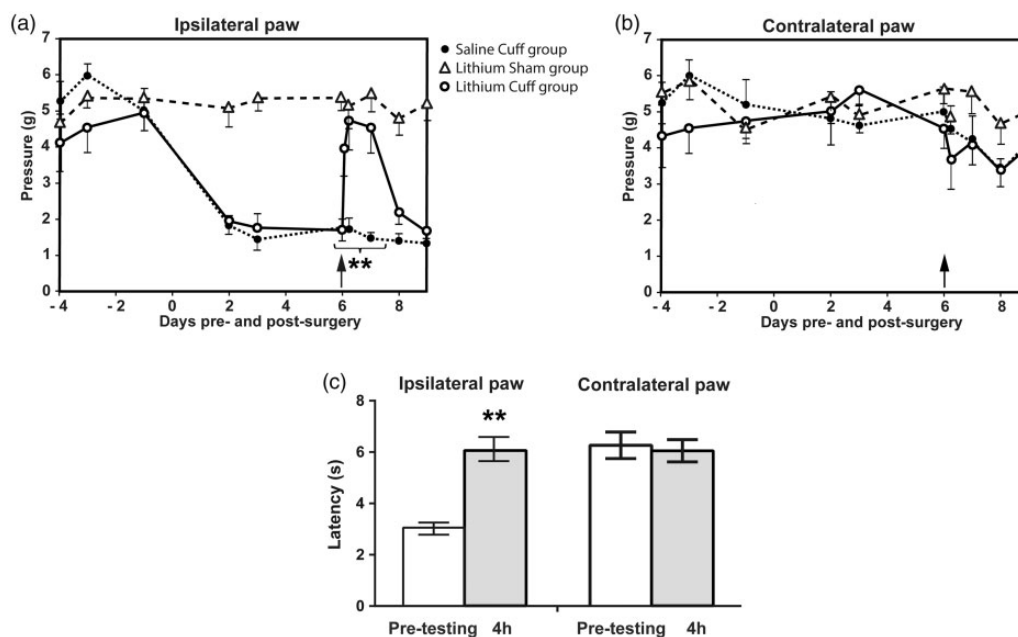 (a)
Ipsilateral paw
Pressure (g)
7
6
5
4
3
2
1
0
- 4
- 2
0
2
4
6
8
**
Days pre- and post-surgery
Saline Cuff group
Lithium Sham group
Lithium Cuff group
(b)
Contralateral paw
Pressure (g)
7
6
5
4
3
2
1
0
- 4
- 2
0
2
4
6
8
Days pre- and post-surgery
(c)
Ipsilateral paw
Contralateral paw
Latency (s)
8
6
4
2
0
**
Pre-testing 4h
Pre-testing 4h